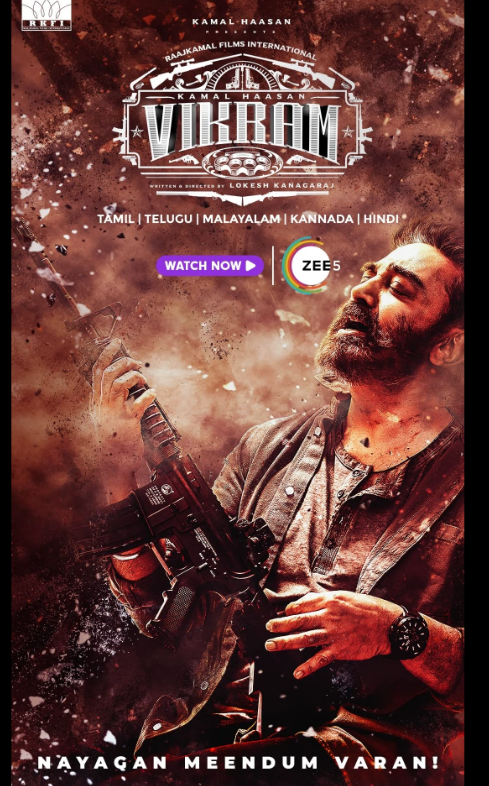 RKFI
KAMAL HAASAN
PRESENTS
RAAJKAMAL FILMS INTERNATIONAL
KAMAL HAASAN
VIKRAM
WRITTEN & DIRECTED BY LOKESH KANAGARAJ
TAMIL | TELUGU | MALAYALAM | KANNADA | HINDI*
WATCH NOW
ZEE5
NAYAGAN MEENDUM VARAN!